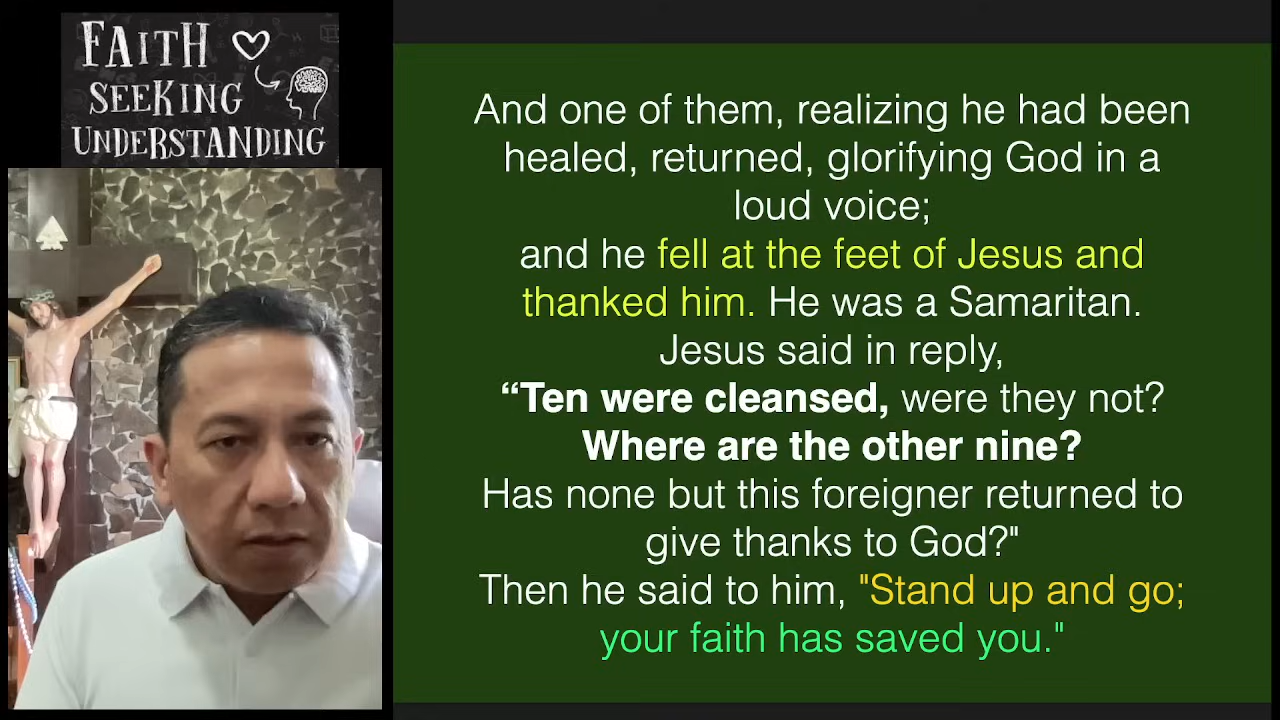 FAITH
SEEKING
UNDERSTANDING
And one of them, realizing he had been
healed, returned, glorifying God in a
loud voice;
and he fell at the feet of Jesus and
thanked him. He was a Samaritan.
Jesus said in reply,
“Ten were cleansed, were they not?
Where are the other nine?
Has none but this foreigner returned to
give thanks to God?"
Then he said to him, "Stand up and go;
your faith has saved you."